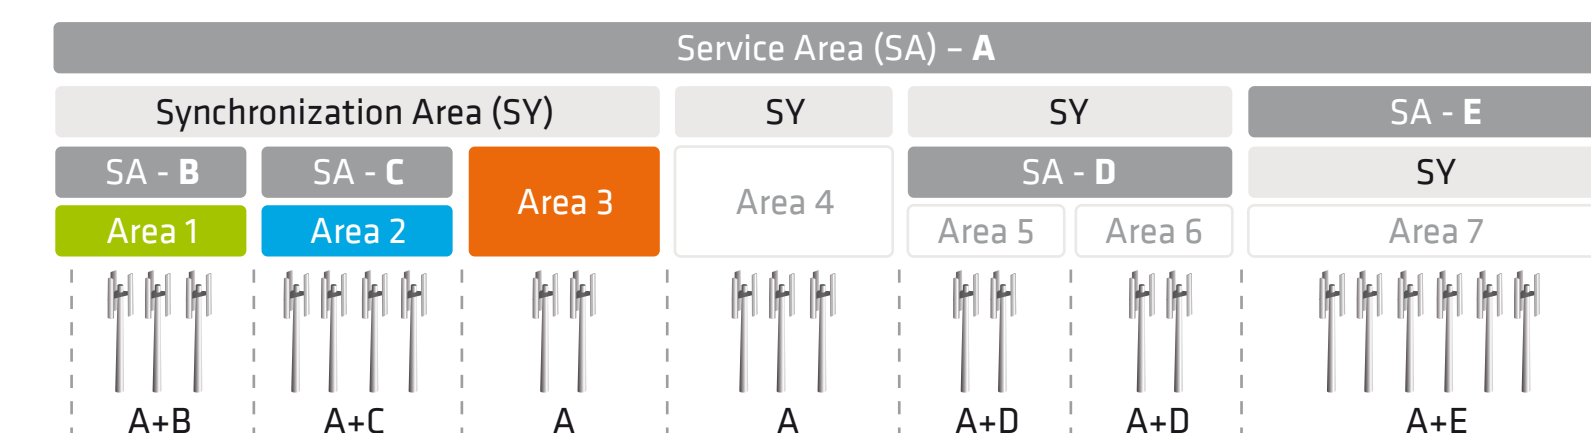 Service Area (SA) – A
Synchronization Area (SY)
SY
SY
SA - E
SA - B
SA - C
Area 3
Area 4
SA - D
SY
Area 1
Area 2
Area 5
Area 6
Area 7
A+B
A+C
A
A
A+D
A+D
A+E